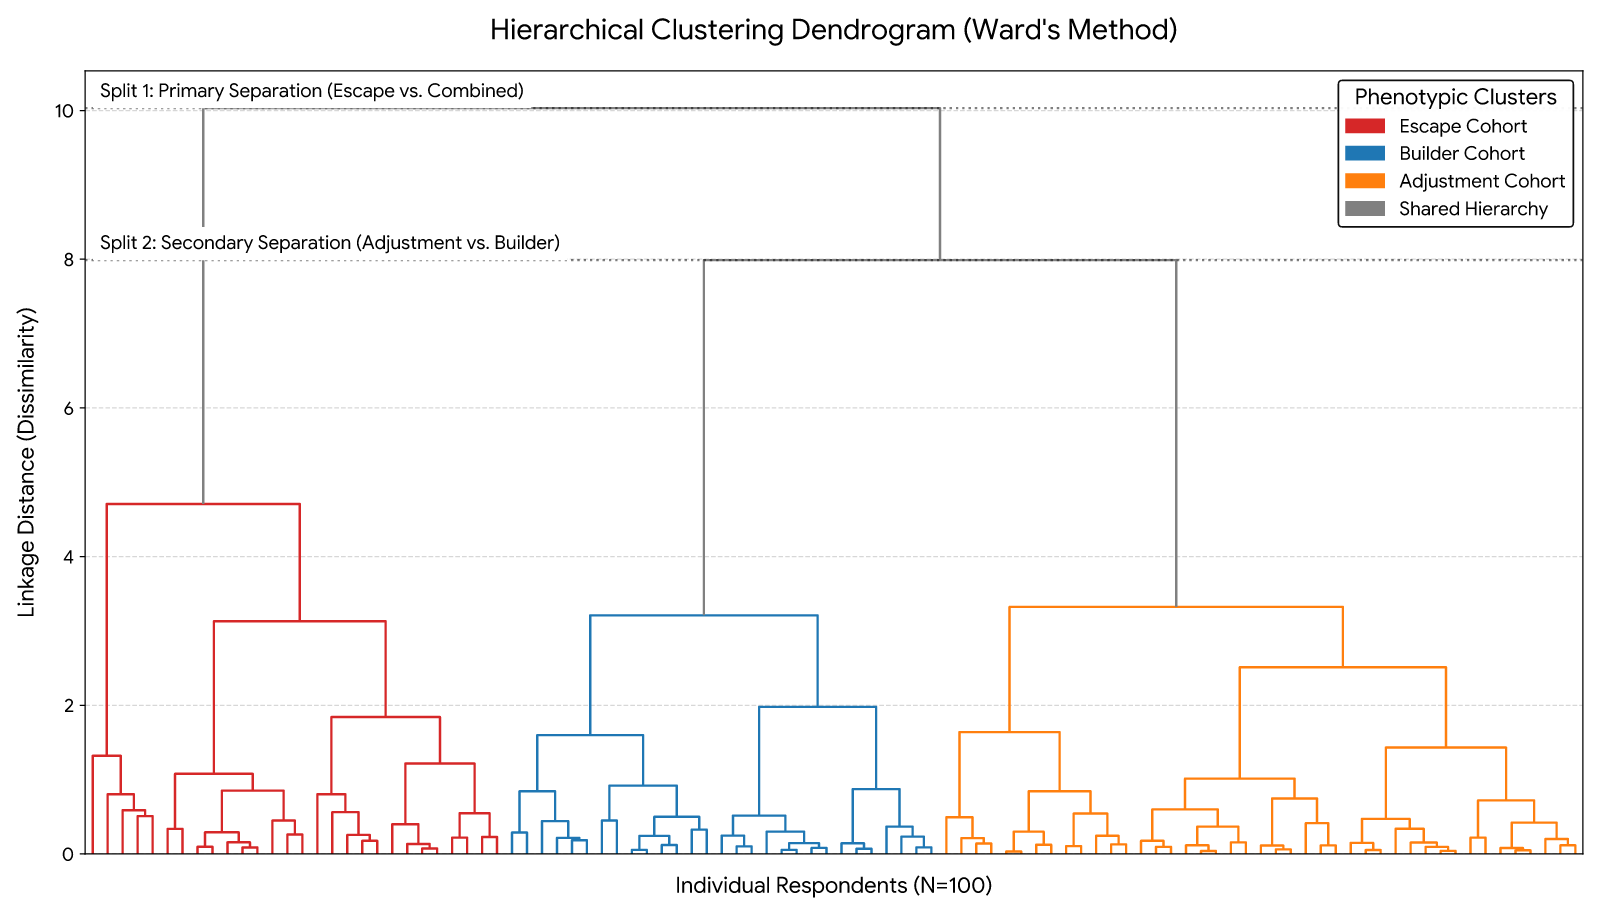 Hierarchical Clustering Dendrogram (Ward's Method)
Split 1: Primary Separation (Escape vs. Combined)
Split 2: Secondary Separation (Adjustment vs. Builder)
Phenotypic Clusters
Escape Cohort
Builder Cohort
Adjustment Cohort
Shared Hierarchy
Linkage Distance (Dissimilarity)
10
8
6
4
2
0
Individual Respondents (N=100)